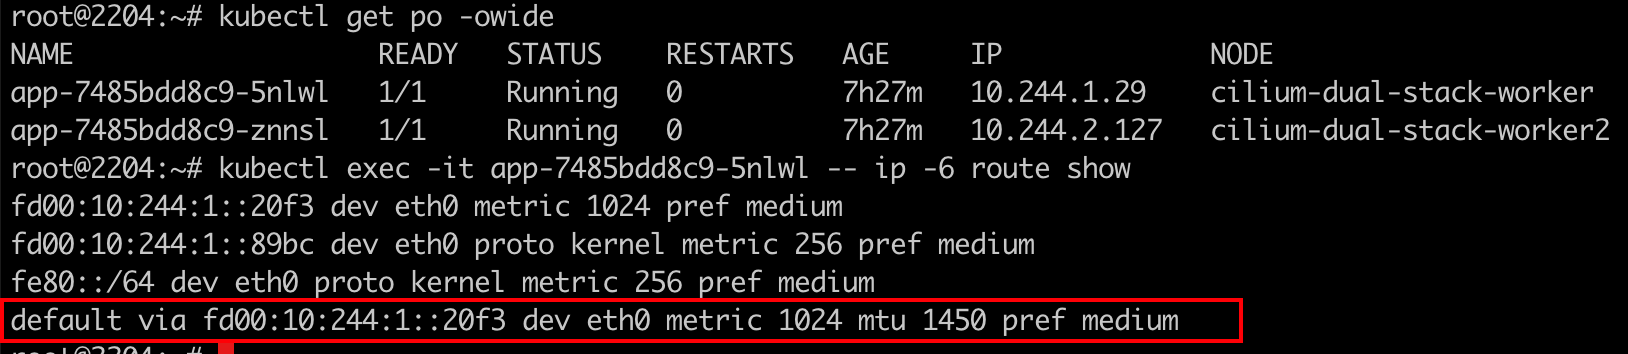 root@2204:~# kubectl get po -owide
NAME READY STATUS RESTARTS AGE IP NODE
app-7485bdd8c9-5nlwl 1/1 Running 0 7h27m 10.244.1.29 cilium-dual-stack-worker
app-7485bdd8c9-znnsl 1/1 Running 0 7h27m 10.244.2.127 cilium-dual-stack-worker2
root@2204:~# kubectl exec -it app-7485bdd8c9-5nlwl -- ip -6 route show
fd00:10:244:1::20f3 dev eth0 metric 1024 pref medium
fd00:10:244:1::89bc dev eth0 proto kernel metric 256 pref medium
fe80::/64 dev eth0 proto kernel metric 256 pref medium
default via fd00:10:244:1::20f3 dev eth0 metric 1024 mtu 1450 pref medium
root@2204:~#